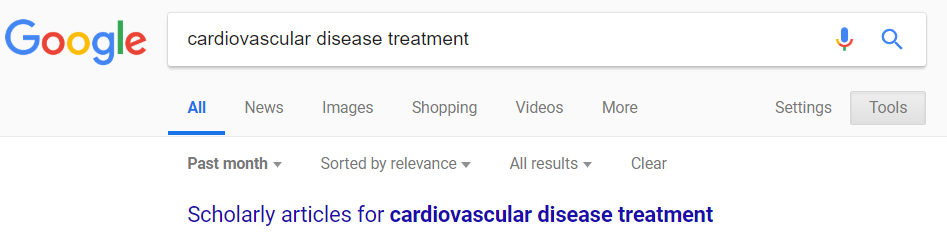 Google cardiovascular disease treatment
All News Images Shopping Videos More Settings Tools
Past month Sorted by relevance All results Clear
Scholarly articles for cardiovascular disease treatment